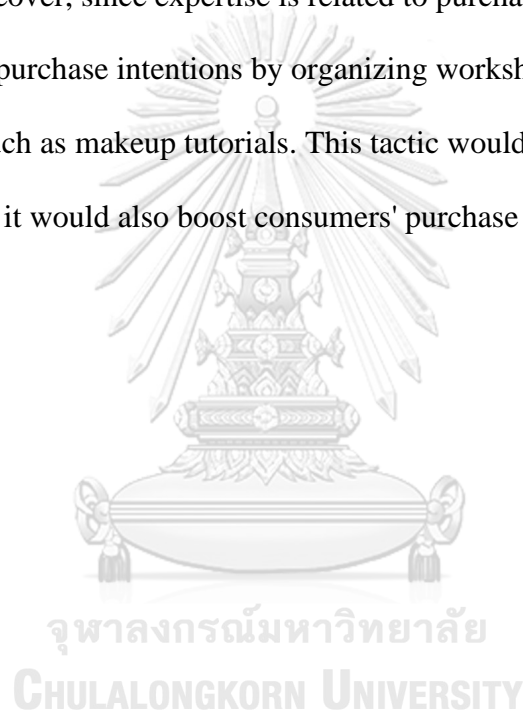 since expertise is related to purcha
purchase intentions by organizing worksh
uch as makeup tutorials. This tactic would
it would also boost consumers' purchase
จุฬาลงกรณ์มหาวิทยาลัย
CHULALONGKORN UNIVERSITY